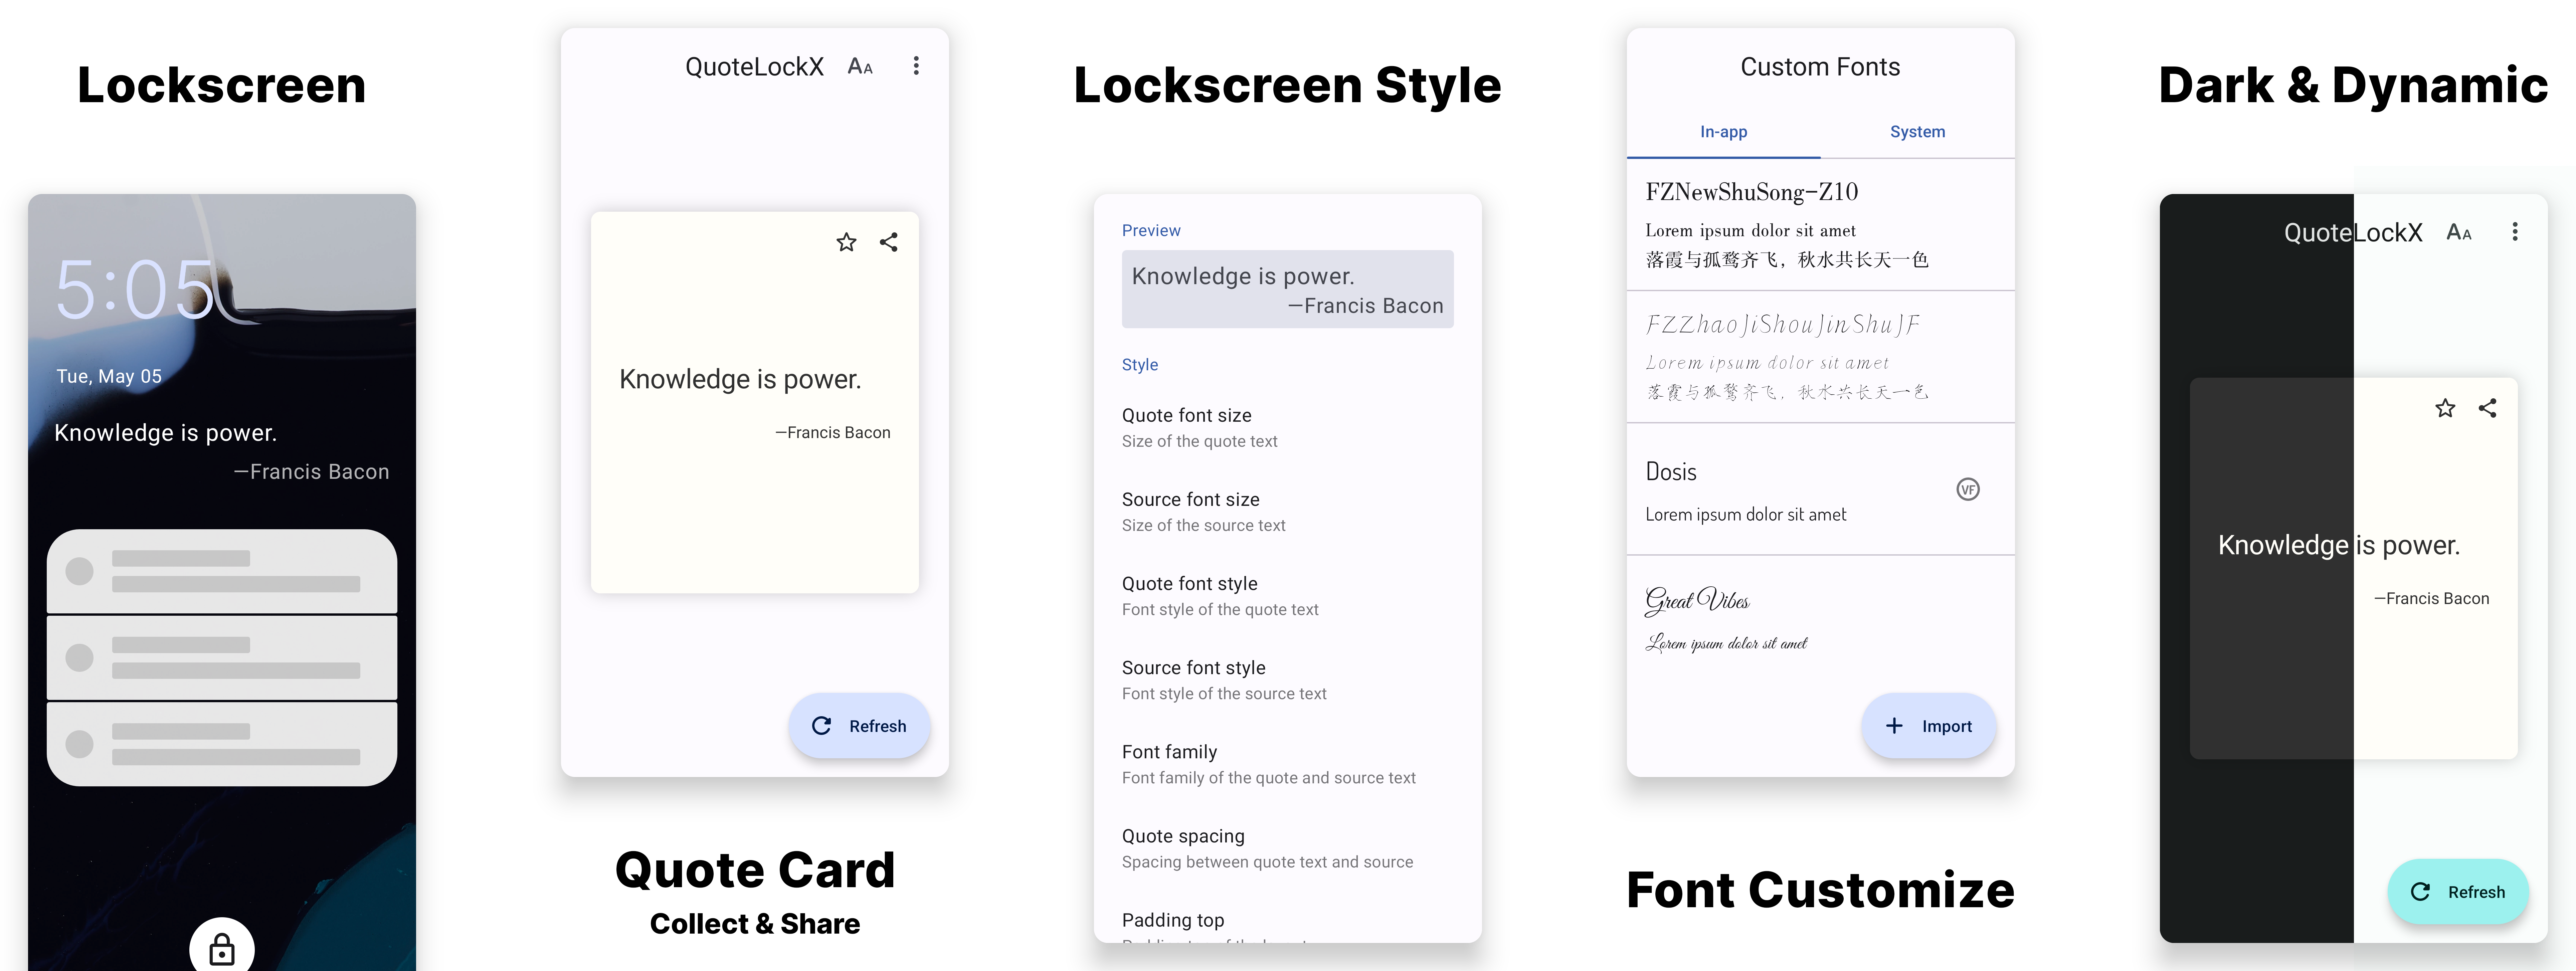 Lockscreen
5:05
Tue, May 05
Knowledge is power.
—Francis Bacon
QuoteLockX AA
Knowledge is power.
—Francis Bacon
Refresh
Quote Card
Collect & Share
Lockscreen Style
Preview
Knowledge is power.
—Francis Bacon
Style
Quote font size
Size of the quote text
Source font size
Size of the source text
Quote font style
Font style of the quote text
Source font style
Font style of the source text
Font family
Font family of the quote and source text
Quote spacing
Spacing between quote text and source
Padding top
Custom Fonts
In-app System
FZNewShuSong-Z10
Lorem ipsum dolor sit amet
落霞与孤鹜齐飞，秋水共长天一色
FZZhaoJiShouJinShuJF
Lorem ipsum dolor sit amet
落霞与孤鹜齐飞，秋水共长天一色
Dosis
VF
Lorem ipsum dolor sit amet
Great Vibes
Lorem ipsum dolor sit amet
Import
Font Customize
Dark & Dynamic
QuoteLockX AA
Knowledge is power.
—Francis Bacon
Refresh